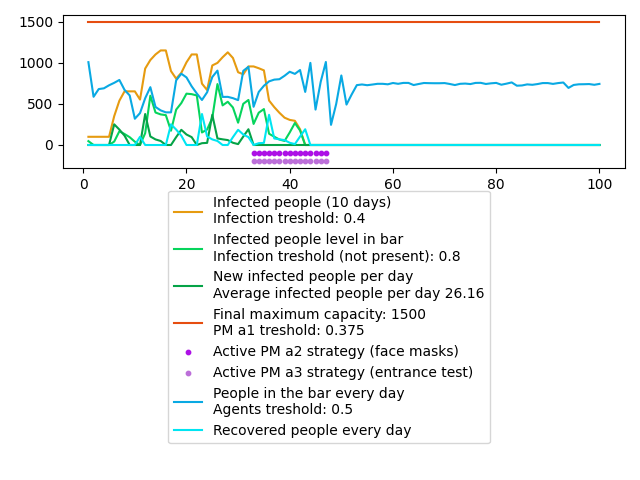 1500
1000
500
0
0
20
40
60
80
100
Infected people (10 days)
Infection treshold: 0.4
Infected people level in bar
Infection treshold (not present): 0.8
New infected people per day
Average infected people per day 26.16
Final maximum capacity: 1500
PM a1 treshold: 0.375
Active PM a2 strategy (face masks)
Active PM a3 strategy (entrance test)
People in the bar every day
Agents treshold: 0.5
Recovered people every day